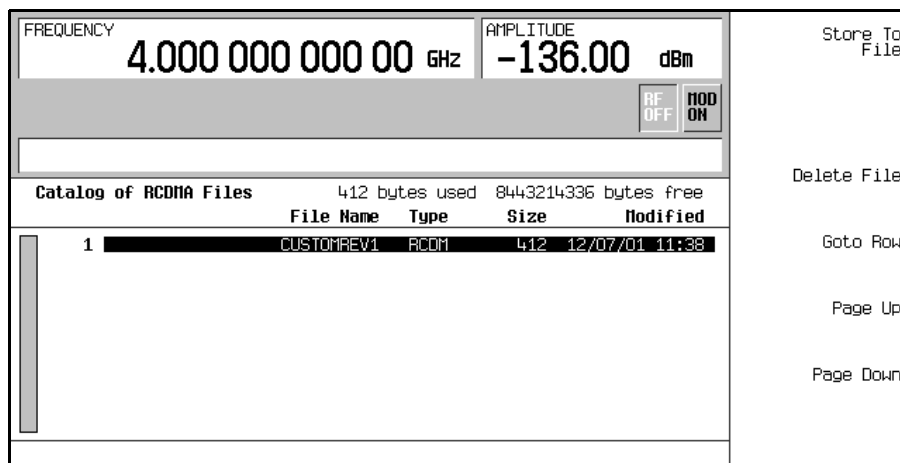 FREQUENCY
4.000 000 000 00 GHz
AMPLITUDE
-136.00 dBm
RF OFF
MOD ON
Catalog of RCDMA Files 412 bytes used 8443214336 bytes free
File Name Type Size Modified
1 CUSTOMREV1 RCDM 412 12/07/01 11:38
Store To
File
Delete File
Goto Row
Page Up
Page Down